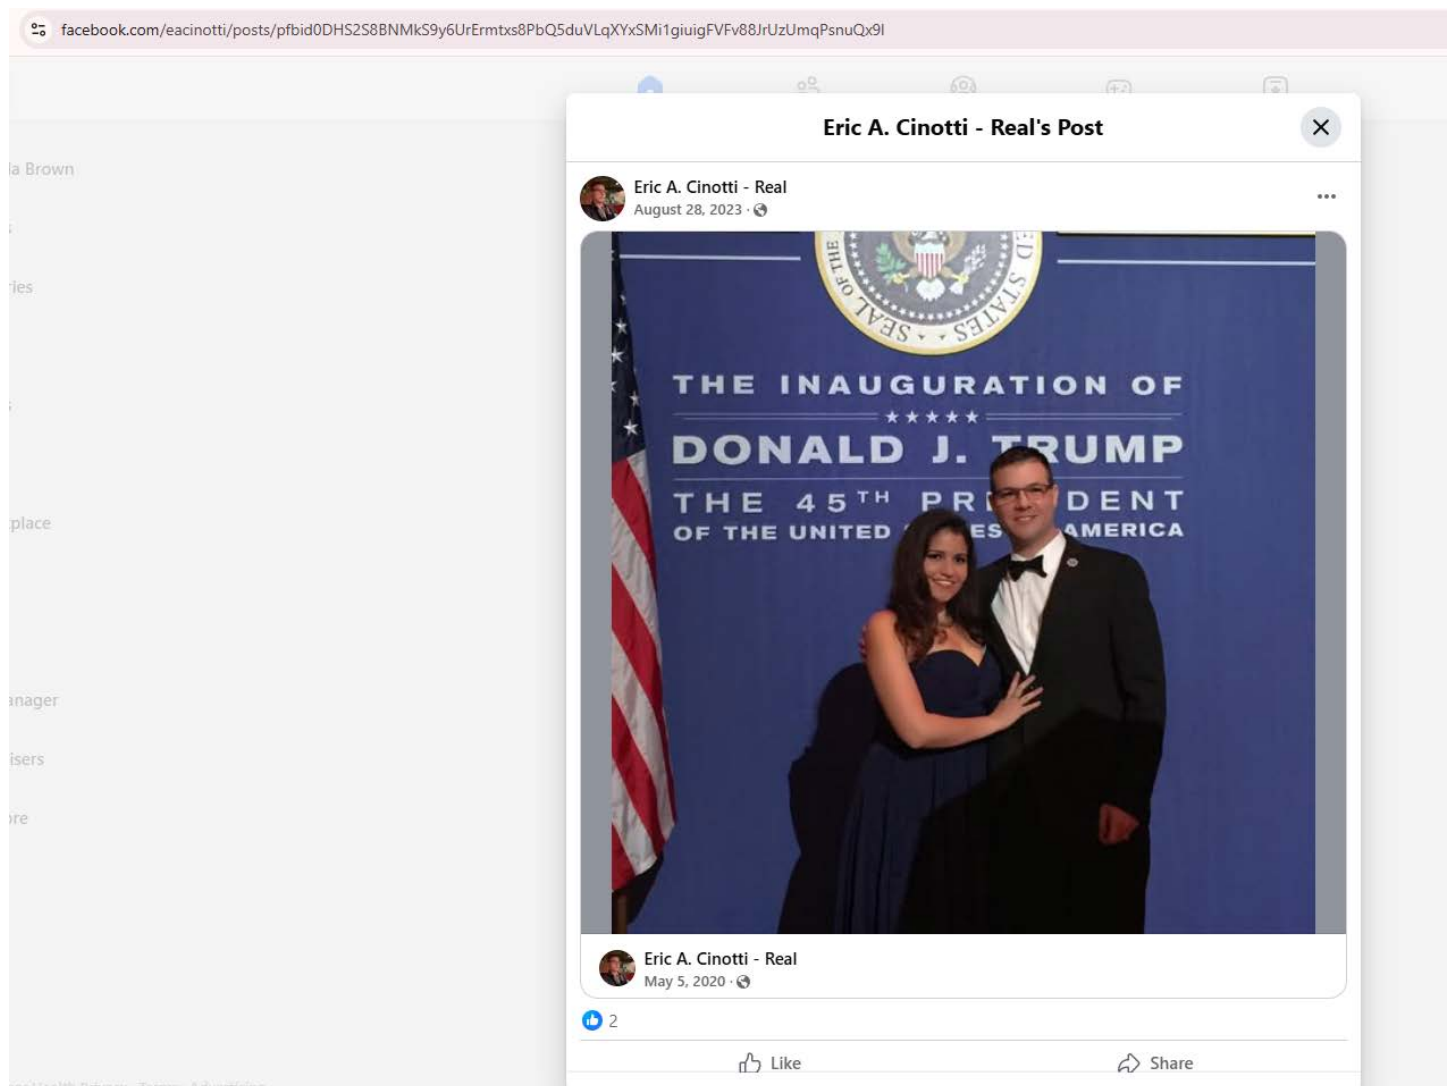 facebook.com/eacinotti/posts/pfbid0DHS2S8BNMkS9y6UrErmtxs8PbQ5duVLqXYxSMi1giuigFVFv88JrUzUmqPsnuQx9l
Eric A. Cinotti - Real's Post
la Brown
Eric A. Cinotti - Real
August 28, 2023 ·
SEAL OF THE ED STATES
THE INAUGURATION OF
DONALD J. TRUMP
THE 45TH PR DENT
OF THE UNITED ES AMERICA
ries
place
anager
isers
ore
Eric A. Cinotti - Real
May 5, 2020 ·
2
Like
Share